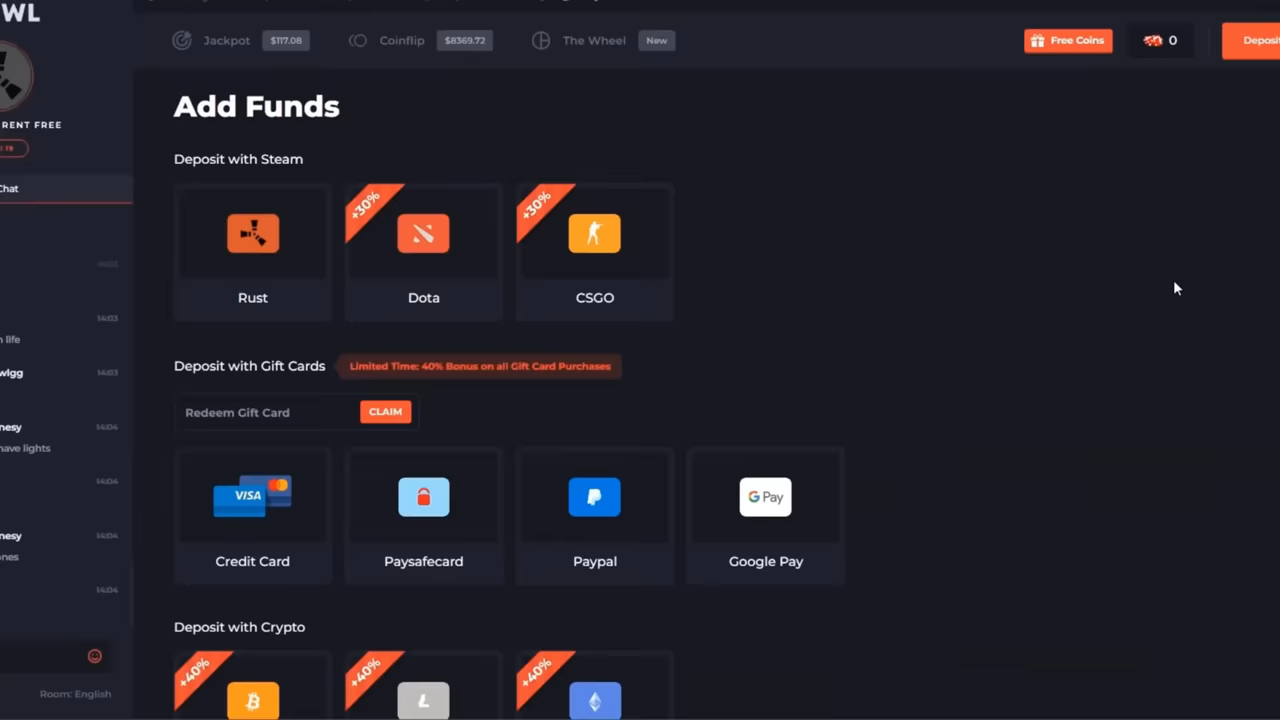 WL
Jackpot $117.08 Coinflip $8369.72 The Wheel New Free Coins 0 Deposi
RENT FREE
19
Chat
Add Funds
Deposit with Steam
+30%
+30%
Rust Dota CSGO
14:03
n life
wlgg 14:03
Deposit with Gift Cards Limited Time: 40% Bonus on all Gift Card Purchases
Redeem Gift Card CLAIM
nesy 14:04
have lights
14:04
VISA
G Pay
nesy 14:04
ones
Credit Card Paysafecard Paypal Google Pay
14:04
Deposit with Crypto
+40%
+40%
+40%
Room: English